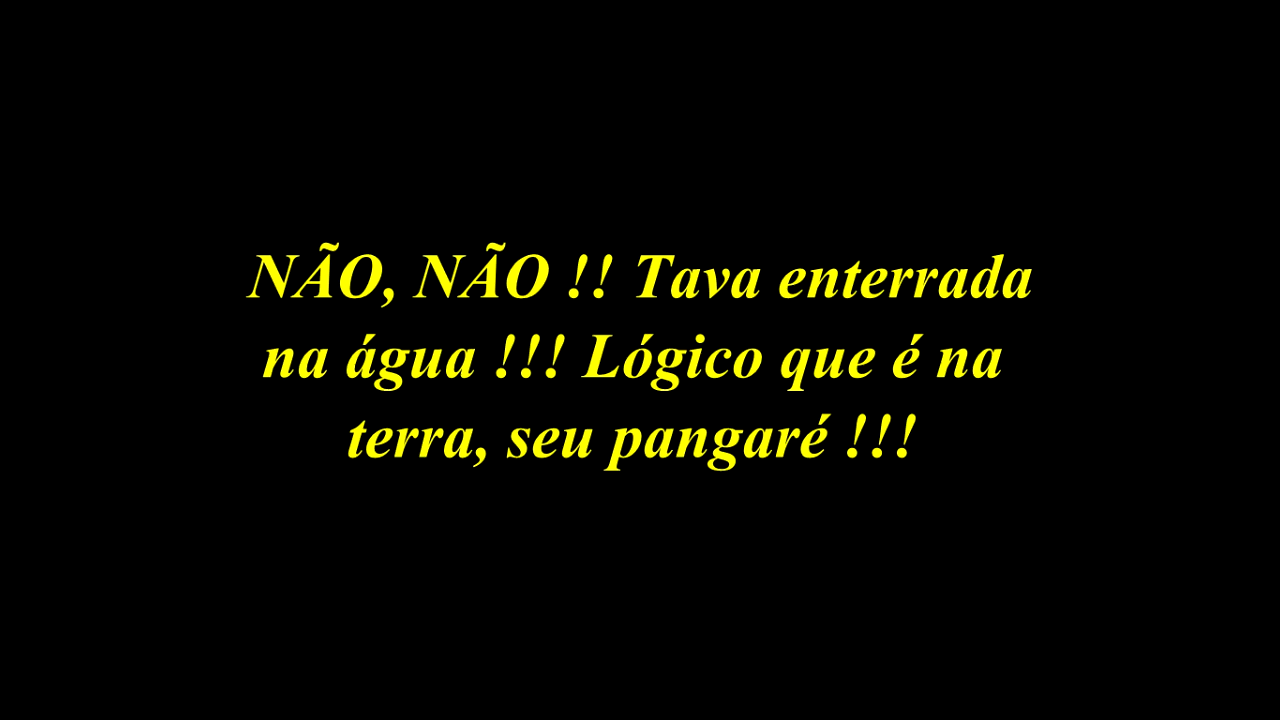 NÃO, NÃO !! Tava enterrada
na água !!! Lógico que é na
terra, seu pangaré !!!